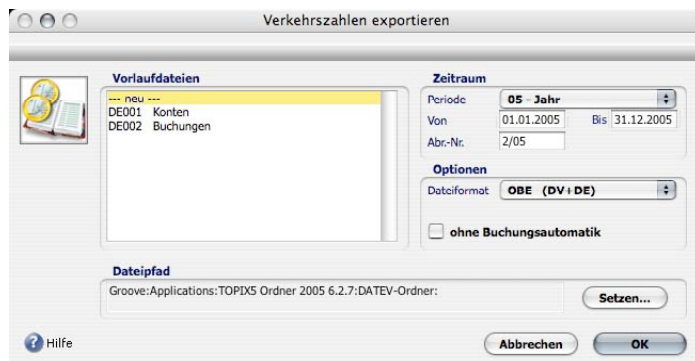 Verkehrszahlen exportieren
Vorlaufdateien
--- neu ---
DE001 Konten
DE002 Buchungen
Zeitraum
Periode 05 - Jahr
Von 01.01.2005 Bis 31.12.2005
Abr.-Nr. 2/05
Optionen
Dateiformat OBE (DV+DE)
ohne Buchungsautomatik
Dateipfad
Groove:Applications:TOPIX5 Ordner 2005 6.2.7:DATEV-Ordner:
Setzen...
Hilfe
Abbrechen
OK